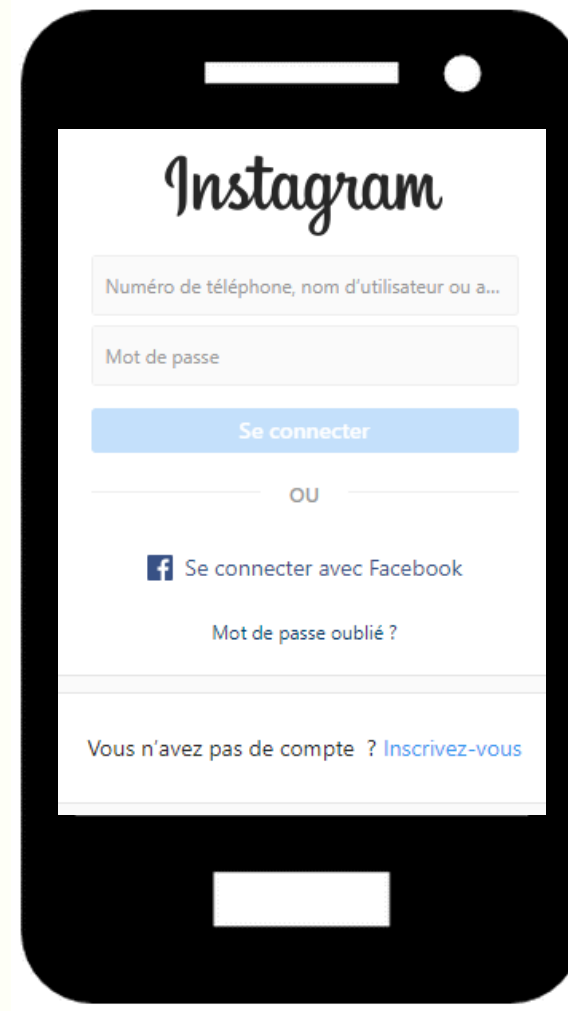 Instagram
Numéro de téléphone, nom d'utilisateur ou a...
Mot de passe
Se connecter
OU
Se connecter avec Facebook
Mot de passe oublié ?
Vous n'avez pas de compte ? Inscrivez-vous